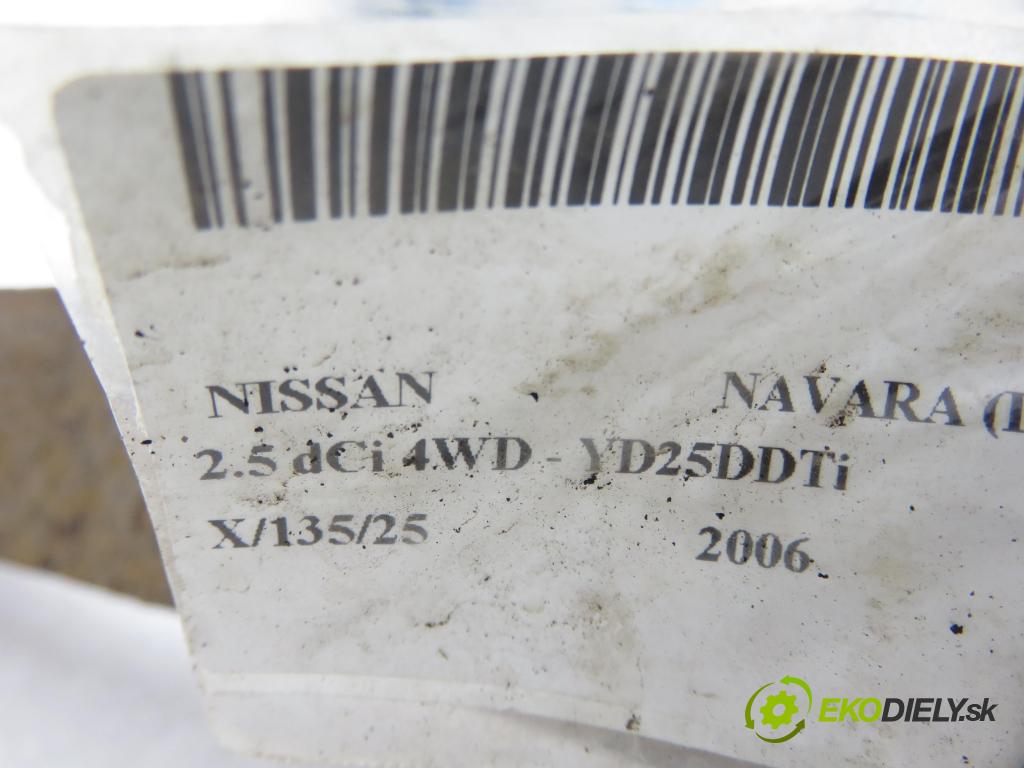 NISSAN NAVARA (
2.5 dCi 4WD - YD25DDTi
X/135/25 2006
EKODIELY.sk